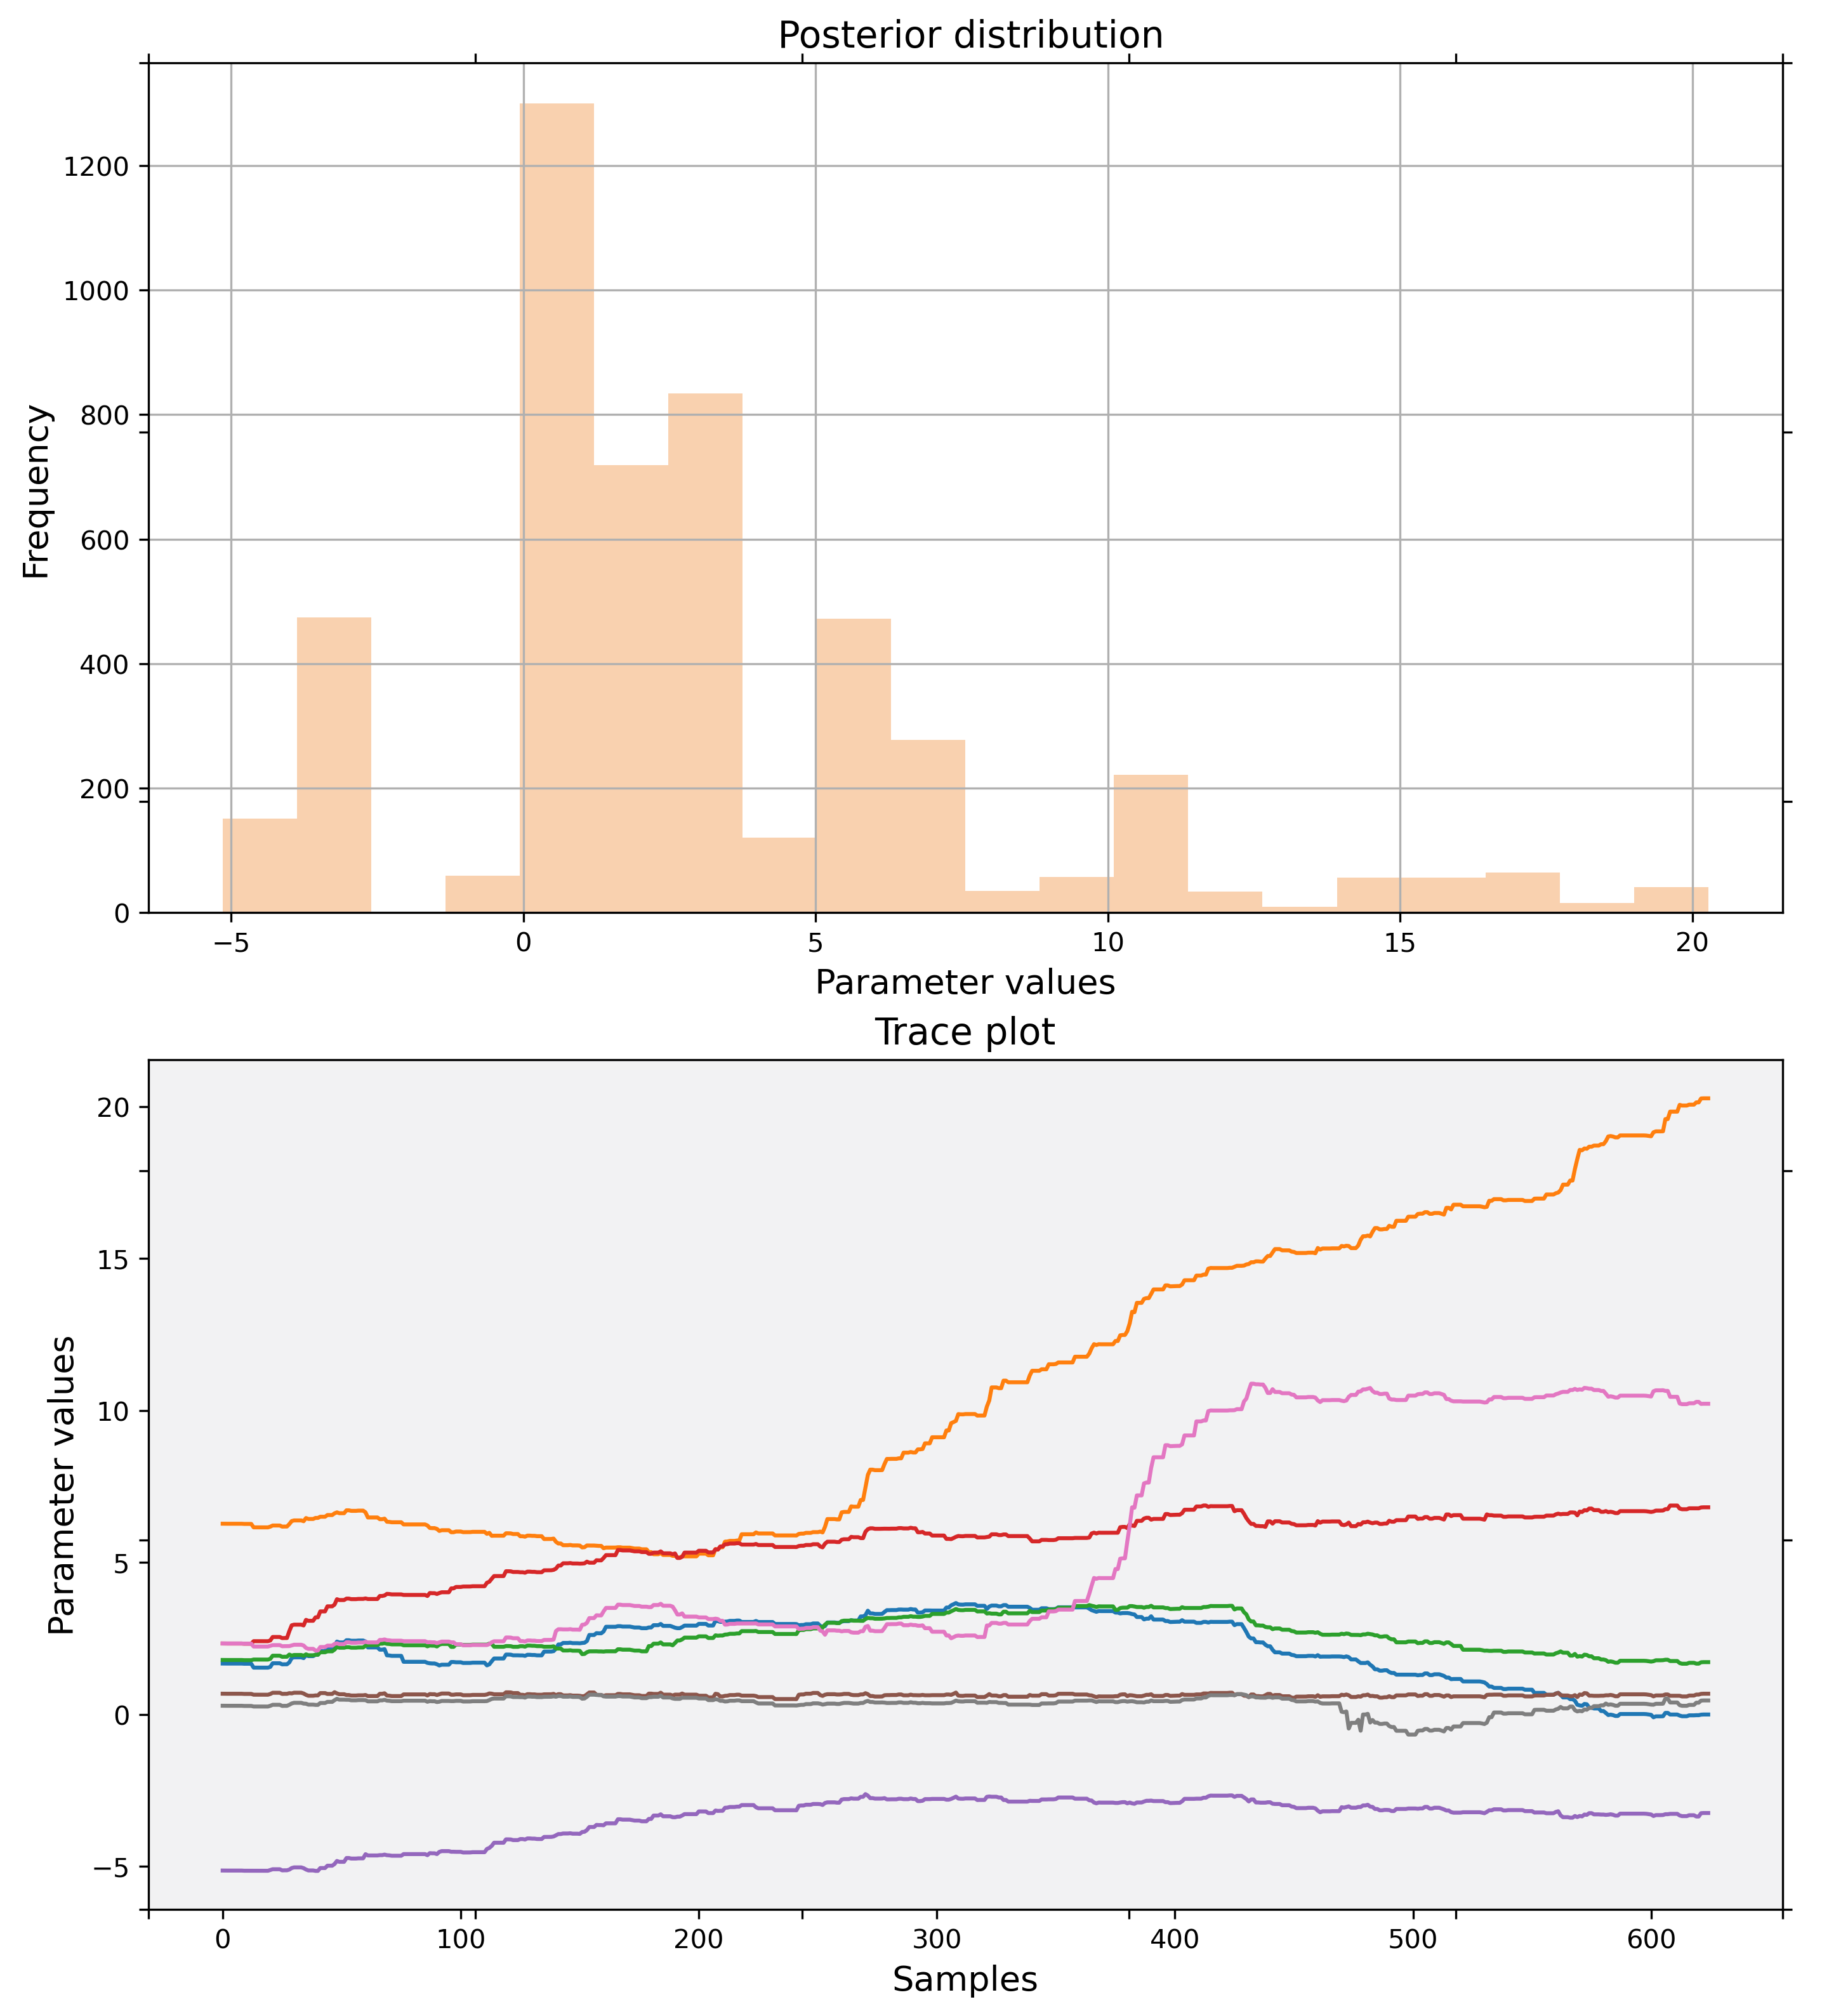 Posterior distribution
1200
1000
800
600
400
200
0
Frequency
−5 0 5 10 15 20
Parameter values
Trace plot
20
15
10
5
0
−5
Parameter values
0 100 200 300 400 500 600
Samples